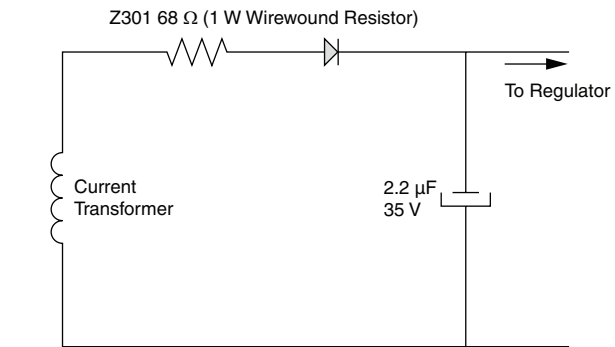 Z301 68 Ω (1 W Wirewound Resistor)
To Regulator
Current
Transformer
2.2 µF
35 V